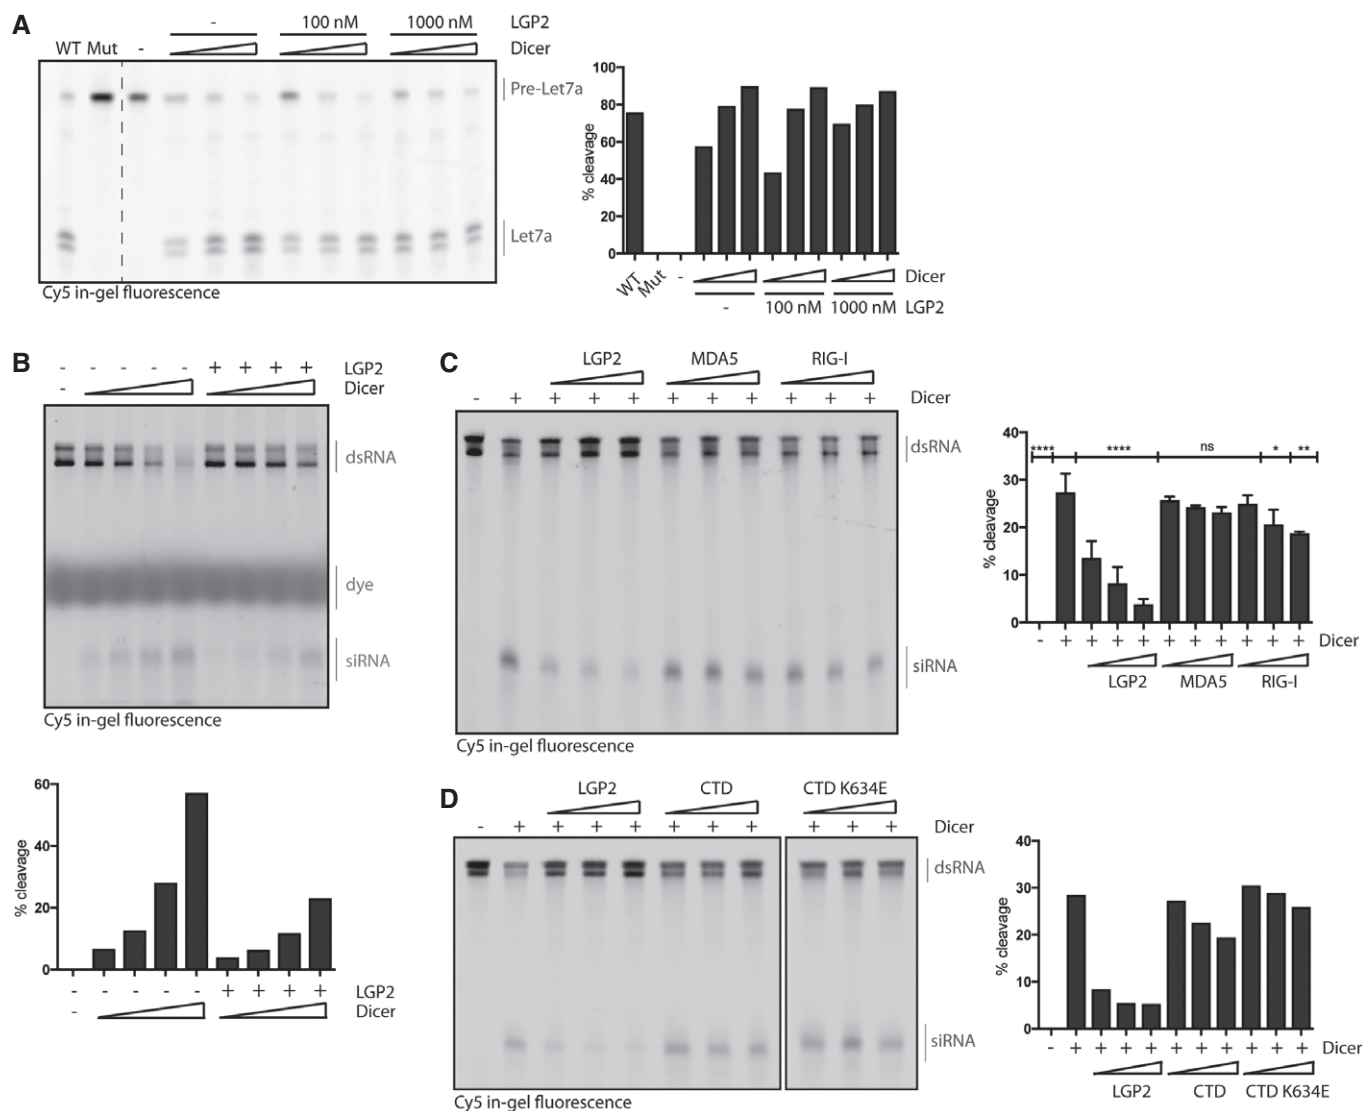 A
- 100 nM 1000 nM LGP2
WT Mut - Dicer
Pre-Let7a
Let7a
Cy5 in-gel fluorescence
100
80
60
40
20
0
% cleavage
WT Mut - Dicer
- 100 nM 1000 nM LGP2
B
- - - - - + + + + LGP2
- Dicer
dsRNA
dye
siRNA
Cy5 in-gel fluorescence
60
40
20
0
% cleavage
- - - - - + + + + LGP2
- Dicer
C
LGP2 MDA5 RIG-I
- + + + + + + + + + + Dicer
dsRNA
siRNA
Cy5 in-gel fluorescence
40
30
20
10
0
% cleavage
**** **** ns * **
- + + + + + + + + + + Dicer
LGP2 MDA5 RIG-I
D
LGP2 CTD CTD K634E
- + + + + + + + + + + Dicer
dsRNA
siRNA
Cy5 in-gel fluorescence
40
30
20
10
0
% cleavage
- + + + + + + + + + + Dicer
LGP2 CTD CTD K634E